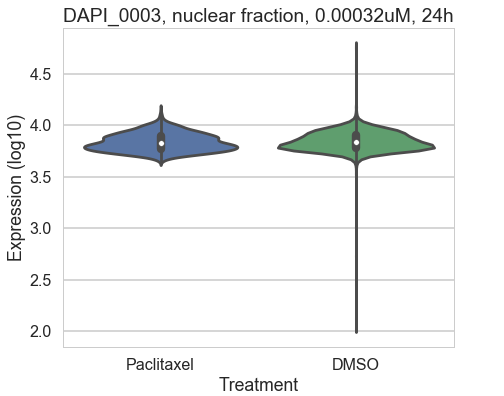 DAPI_0003, nuclear fraction, 0.00032uM, 24h
Expression (log10)
4.5
4.0
3.5
3.0
2.5
2.0
Paclitaxel
DMSO
Treatment